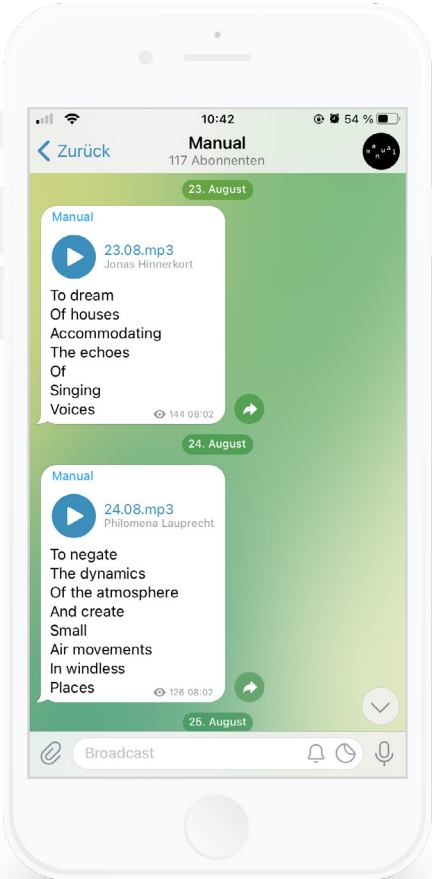 10:42
54 %
Zurück
Manual
117 Abonnenten
manual
23. August
Manual
23.08.mp3
Jonas Hinnerkort
To dream
Of houses
Accommodating
The echoes
Of
Singing
Voices
144 08:02
24. August
Manual
24.08.mp3
Philomena Lauprecht
To negate
The dynamics
Of the atmosphere
And create
Small
Air movements
In windless
Places
126 08:02
25. August
Broadcast